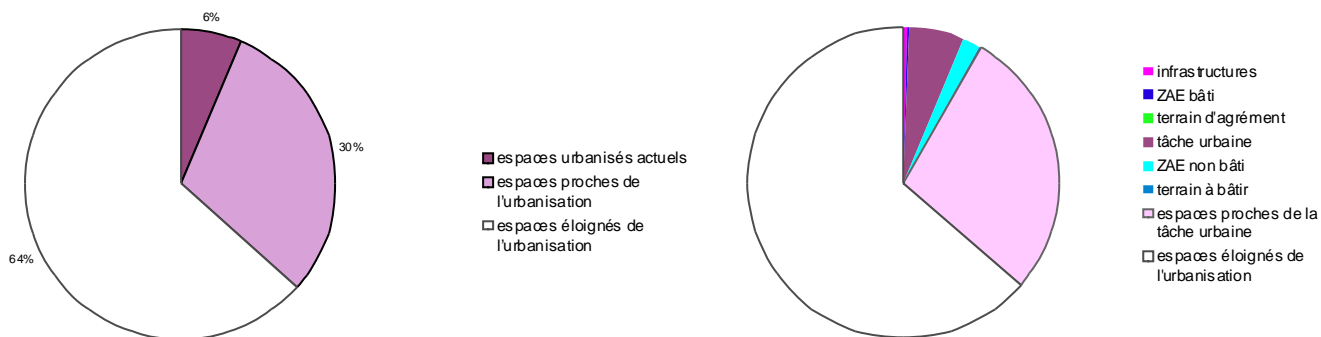 6%
30%
64%
espaces urbanisés actuels
espaces proches de
l'urbanisation
espaces éloignés de
l'urbanisation
infrastructures
ZAE bâti
terrain d'agrément
tâche urbaine
ZAE non bâti
terrain à bâtir
espaces proches de la
tâche urbaine
espaces éloignés de
l'urbanisation